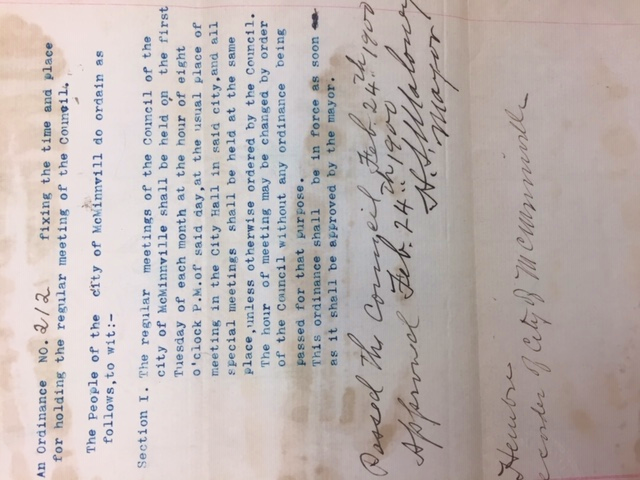 An Ordinance NO. 212 fixing the time and place
for holding the regular meeting of the Council.
The People of the city of McMinnvill do ordain as
follows,to wit:-
Section I. The regular meetings of the Council of the
city of McMinnville shall be held on the first
Tuesday of each month at the hour of eight
o'clock P.M.of said day,at the usual place of
meeting in the City Hall in said city.and all
special meetings shall be held at the same
place,unless otherwise ordered by the Council.
The hour of meeting may be changed by order
of the Council without any ordinance being
passed for that purpose.
This ordinance shall be in force as soon
as it shall be approved by the mayor.
Passed the Council Feb. 24th 1900
Approved Feb. 24th 1900
Maloney
Mayor
Hembree
ecorder of City of McMinnville